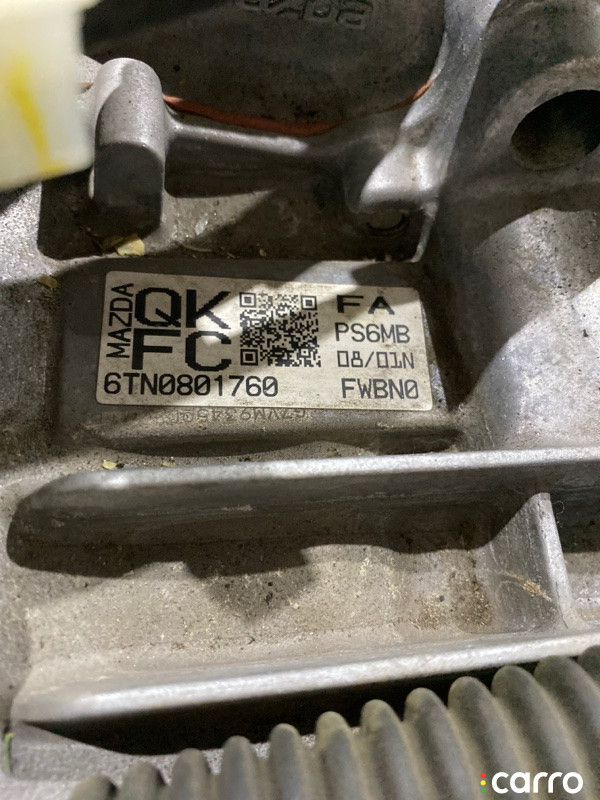 MAZDA
QK
FC
FA
PS6MB
08/01N
6TN0801760
FWBN0
carro